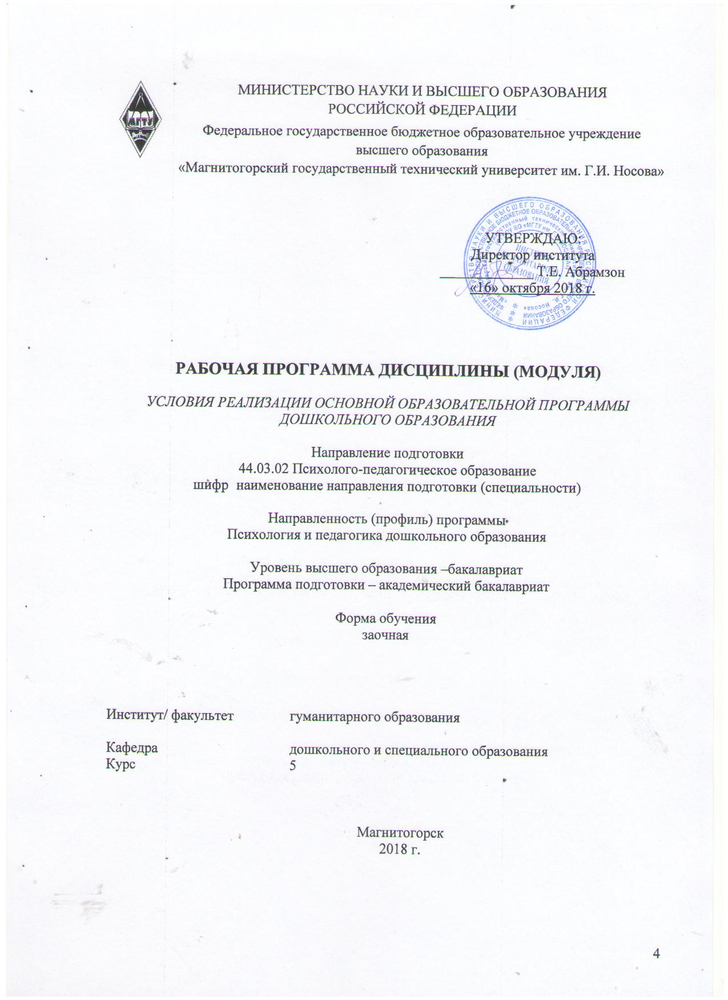 МИНИСТЕРСТВО НАУКИ И ВЫСШЕГО ОБРАЗОВАНИЯ
РОССИЙСКОЙ ФЕДЕРАЦИИ
Федеральное государственное бюджетное образовательное учреждение
высшего образования
«Магнитогорский государственный технический университет им. Г.И. Носова»
МГТУ
УТВЕРЖДАЮ:
Директор института
Т.Е. Абрамзон
«16» октября 2018 г.
ИНСТИТУТ
ГУМАНИТАРНОГО
ОБРАЗОВАНИЯ
РАБОЧАЯ ПРОГРАММА ДИСЦИПЛИНЫ (МОДУЛЯ)
УСЛОВИЯ РЕАЛИЗАЦИИ ОСНОВНОЙ ОБРАЗОВАТЕЛЬНОЙ ПРОГРАММЫ
ДОШКОЛЬНОГО ОБРАЗОВАНИЯ
Направление подготовки
44.03.02 Психолого-педагогическое образование
шифр наименование направления подготовки (специальности)
Направленность (профиль) программы
Психология и педагогика дошкольного образования
Уровень высшего образования –бакалавриат
Программа подготовки – академический бакалавриат
Форма обучения
заочная
Институт/ факультет гуманитарного образования
Кафедра дошкольного и специального образования
Курс 5
Магнитогорск
2018 г.
4